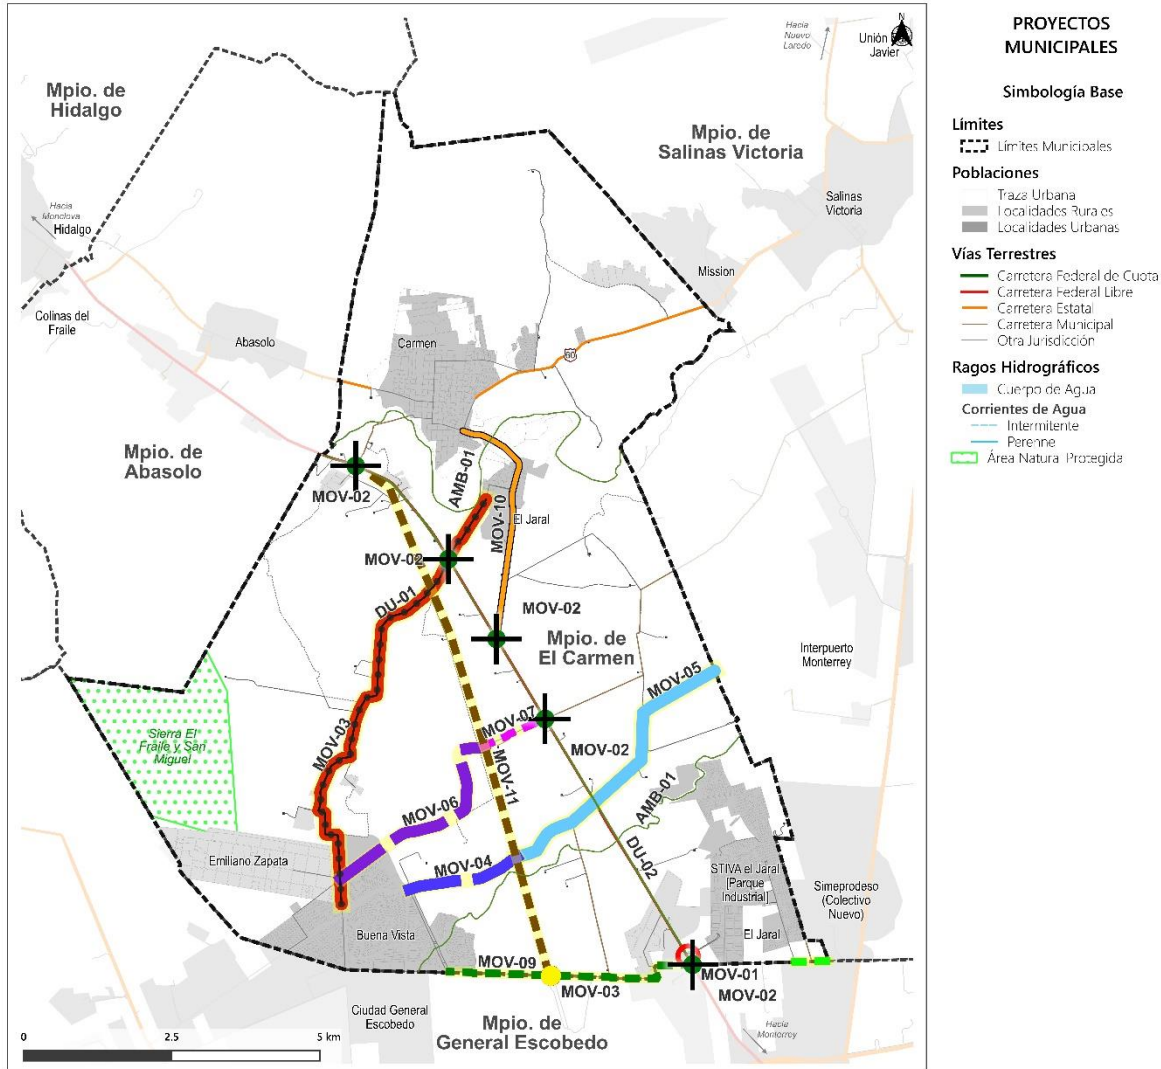 Hacia
Nuevo
Laredo
N
Unión
Javier
Mpio. de
Hidalgo
Mpio. de
Salinas Victoria
Hacia
Monclova
Hidalgo
Salinas
Victoria
Mission
Colinas del
Fraile
Abasolo
Carmen
60
Mpio. de
Abasolo
MOV-02
AMB-01
MOV-10
El Jaral
MOV-02
DU-01
MOV-02
Mpio. de
El Carmen
Interpuerto
Monterrey
MOV-05
MOV-07
MOV-03
Sierra El
Fraile y San
Miguel
MOV-02
MOV-11
MOV-06
AMB-01
DU-02
Emiliano Zapata
MOV-04
STIVA el Jaral
[Parque
Industrial]
Simeprodeso
(Colectivo
Nuevo)
Buena Vista
El Jaral
MOV-09
MOV-03
MOV-01
MOV-02
Ciudad General
Escobedo
Mpio. de
General Escobedo
Hacia
Monterrey
0 2.5 5 km
PROYECTOS
MUNICIPALES
Simbología Base
Límites
Límites Municipales
Poblaciones
Traza Urbana
Localidades Rurales
Localidades Urbanas
Vías Terrestres
Carretera Federal de Cuota
Carretera Federal Libre
Carretera Estatal
Carretera Municipal
Otra Jurisdicción
Ragos Hidrográficos
Cuerpo de Agua
Corrientes de Agua
Intermitente
Perenne
Área Natural Protegida